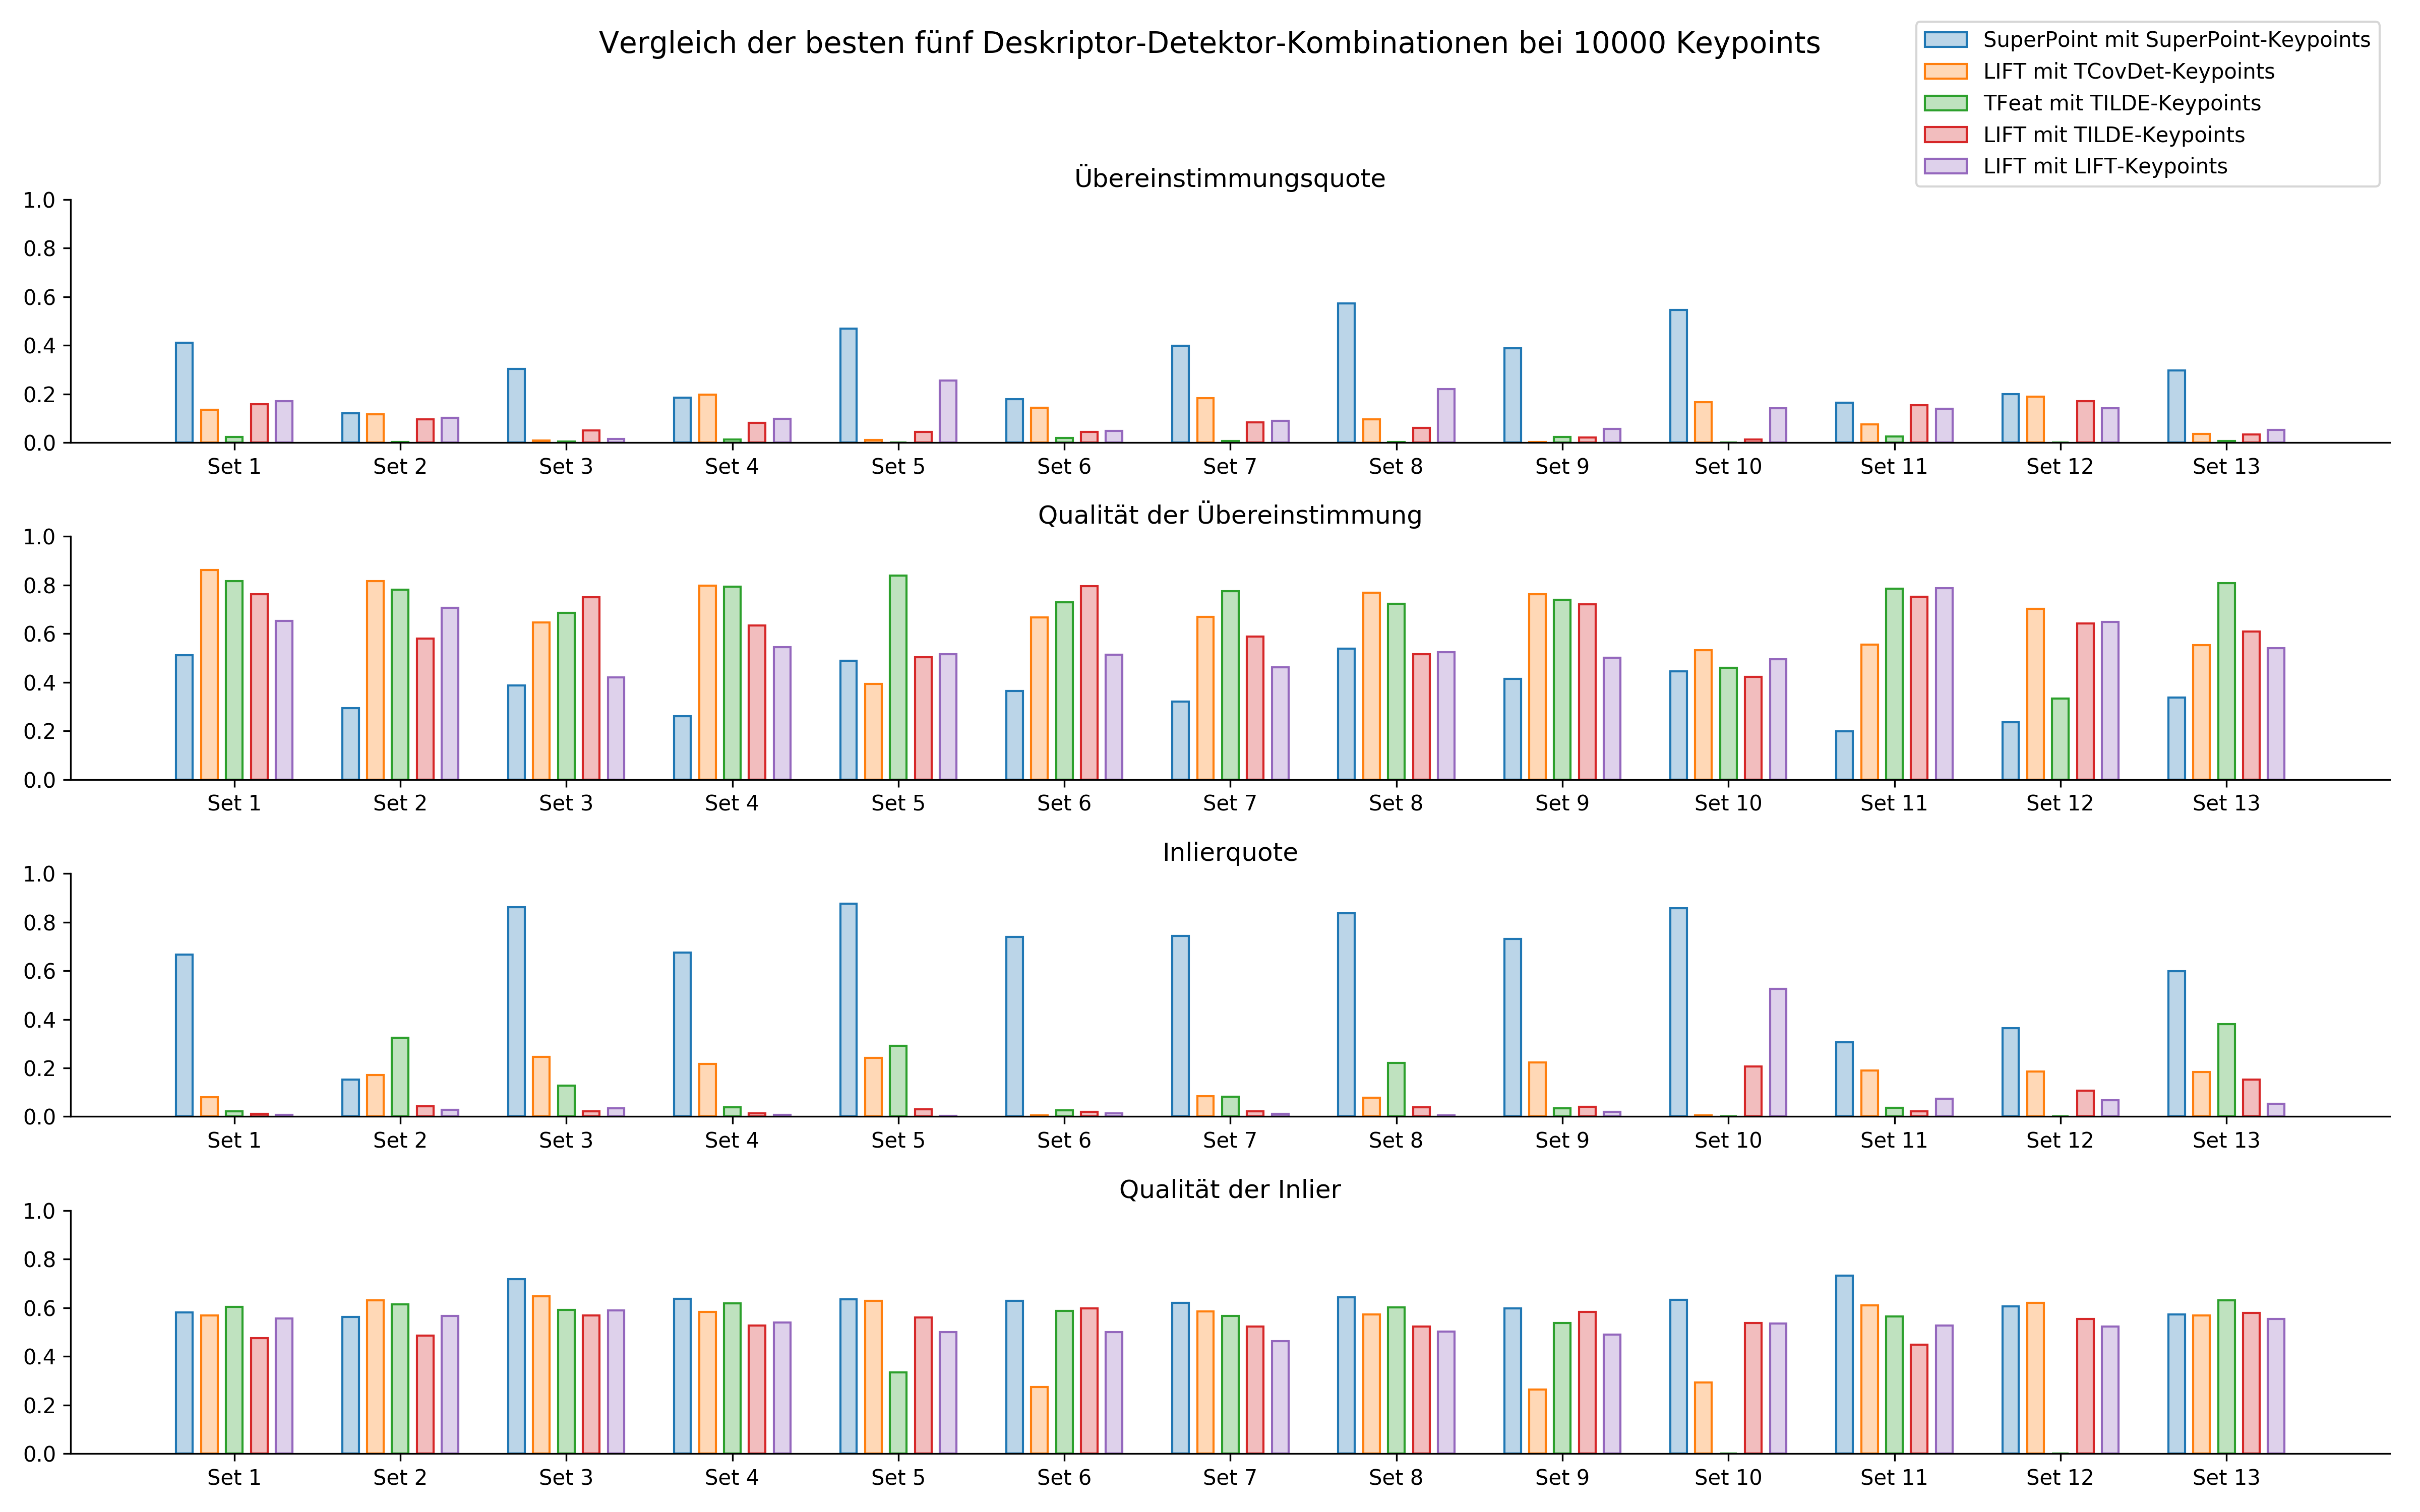 Vergleich der besten fünf Deskriptor-Detektor-Kombinationen bei 10000 Keypoints
SuperPoint mit SuperPoint-Keypoints
LIFT mit TCovDet-Keypoints
TFeat mit TILDE-Keypoints
LIFT mit TILDE-Keypoints
LIFT mit LIFT-Keypoints
Übereinstimmungsquote
1.0
0.8
0.6
0.4
0.2
0.0
Set 1 Set 2 Set 3 Set 4 Set 5 Set 6 Set 7 Set 8 Set 9 Set 10 Set 11 Set 12 Set 13
Qualität der Übereinstimmung
1.0
0.8
0.6
0.4
0.2
0.0
Set 1 Set 2 Set 3 Set 4 Set 5 Set 6 Set 7 Set 8 Set 9 Set 10 Set 11 Set 12 Set 13
Inlierquote
1.0
0.8
0.6
0.4
0.2
0.0
Set 1 Set 2 Set 3 Set 4 Set 5 Set 6 Set 7 Set 8 Set 9 Set 10 Set 11 Set 12 Set 13
Qualität der Inlier
1.0
0.8
0.6
0.4
0.2
0.0
Set 1 Set 2 Set 3 Set 4 Set 5 Set 6 Set 7 Set 8 Set 9 Set 10 Set 11 Set 12 Set 13